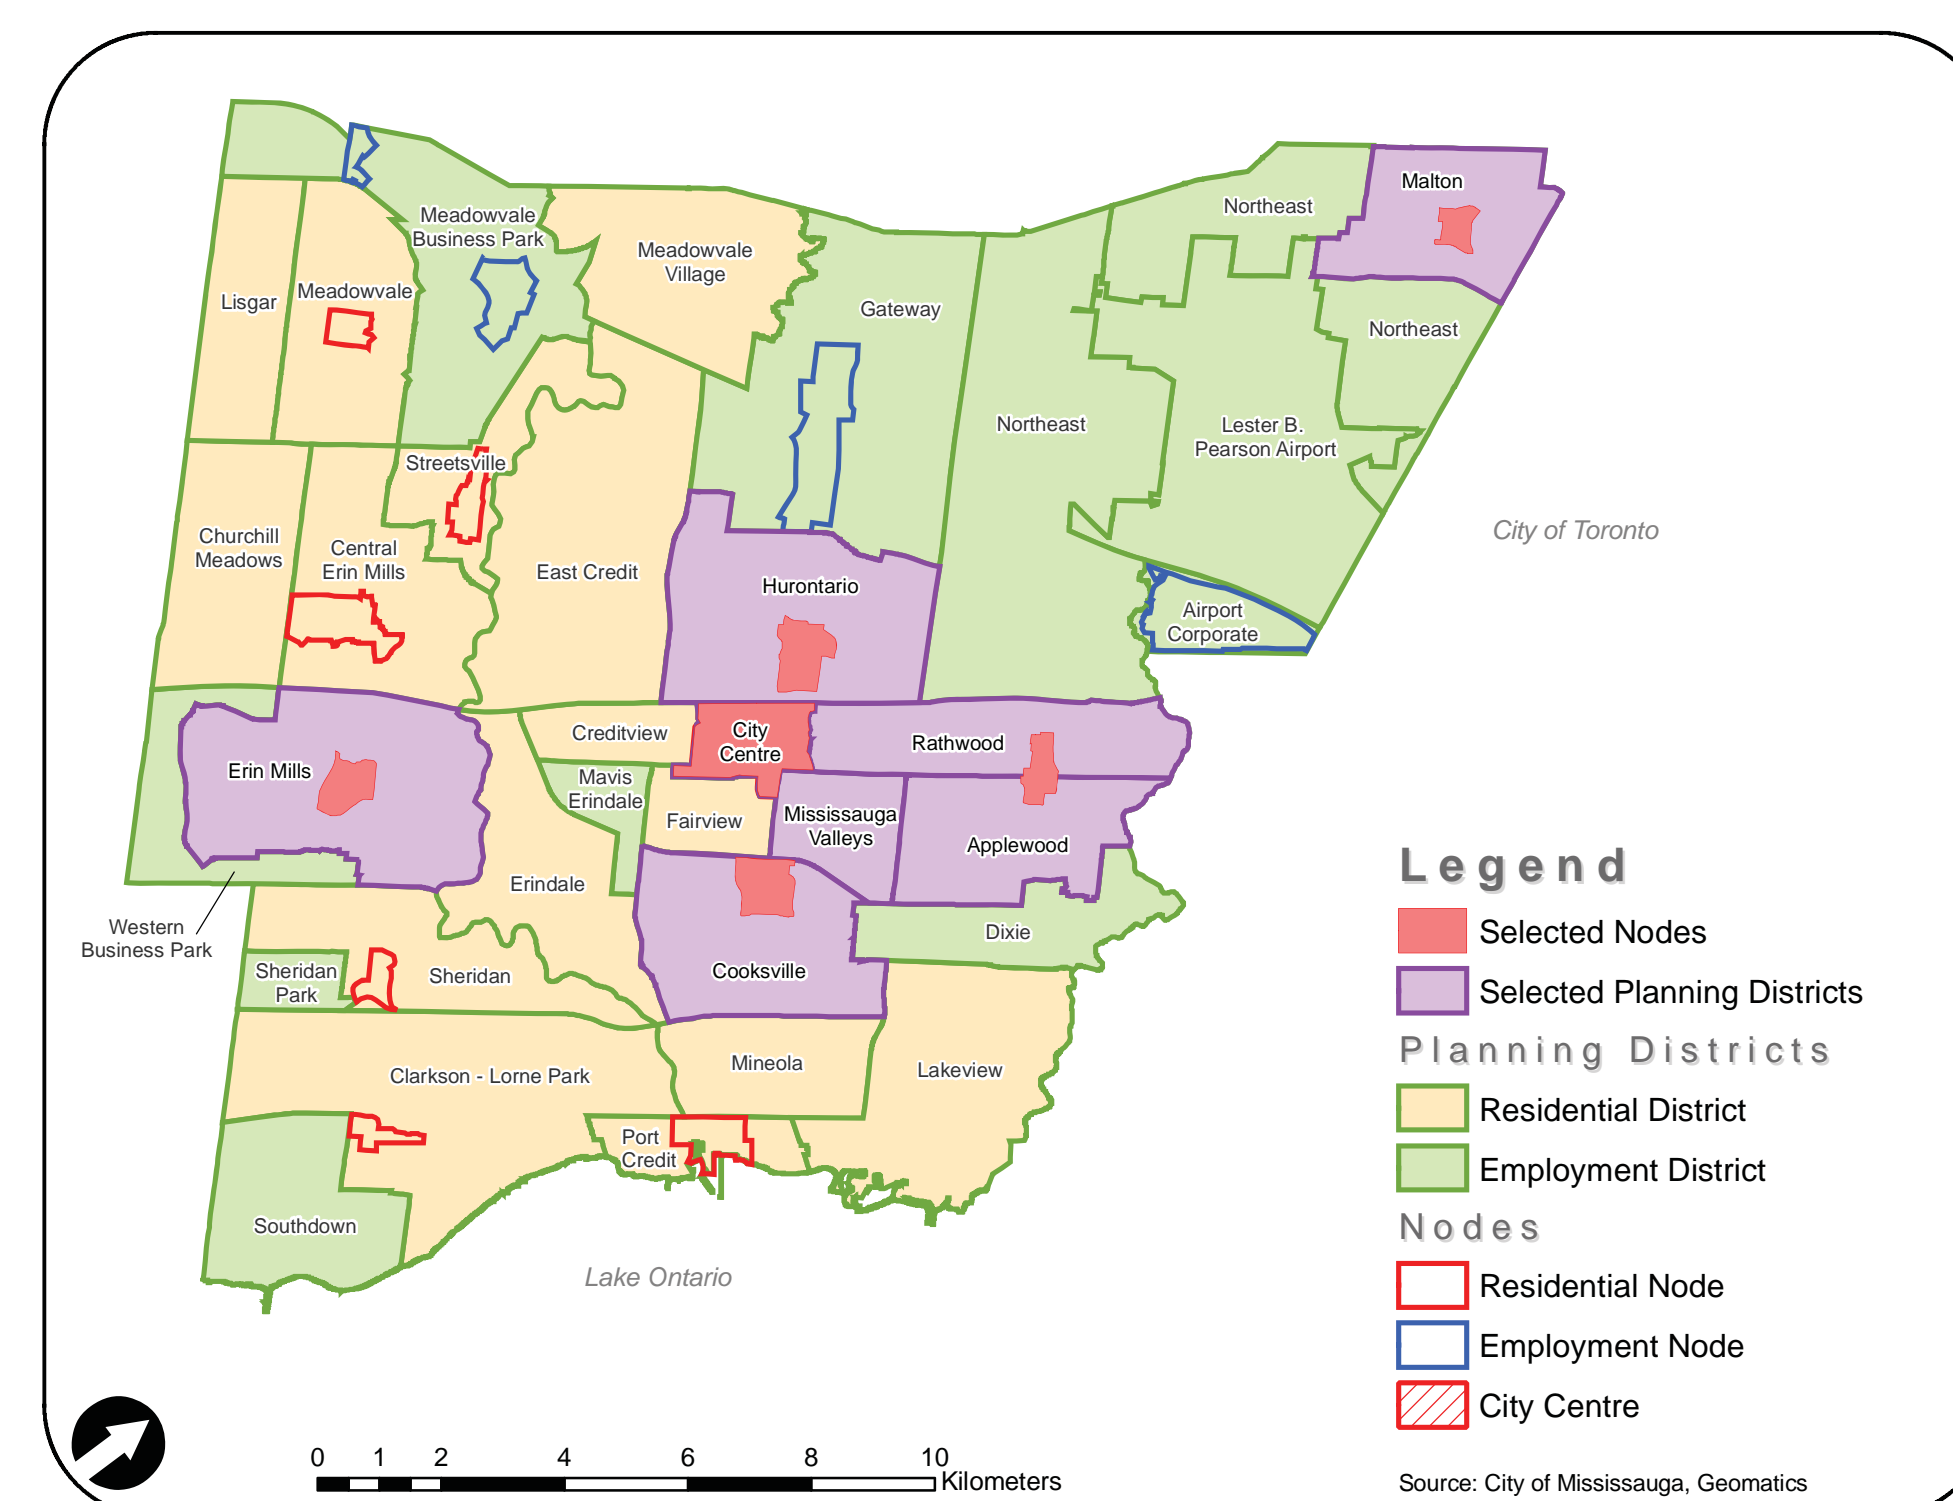 Malton
Northeast
Meadowvale
Business Park
Meadowvale
Village
Lisgar
Meadowvale
Gateway
Northeast
Northeast
Lester B.
Pearson Airport
Streetsville
City of Toronto
Churchill
Meadows
Central
Erin Mills
East Credit
Hurontario
Airport
Corporate
Creditview
City
Centre
Rathwood
Erin Mills
Mavis
Erindale
Fairview
Mississauga
Valleys
Applewood
Erindale
Western
Business Park
Dixie
Sheridan
Park
Sheridan
Cooksville
Clarkson - Lorne Park
Mineola
Lakeview
Port
Credit
Southdown
Lake Ontario
Legend
Selected Nodes
Selected Planning Districts
Planning Districts
Residential District
Employment District
Nodes
Residential Node
Employment Node
City Centre
0 1 2 4 6 8 10
Kilometers
Source: City of Mississauga, Geomatics